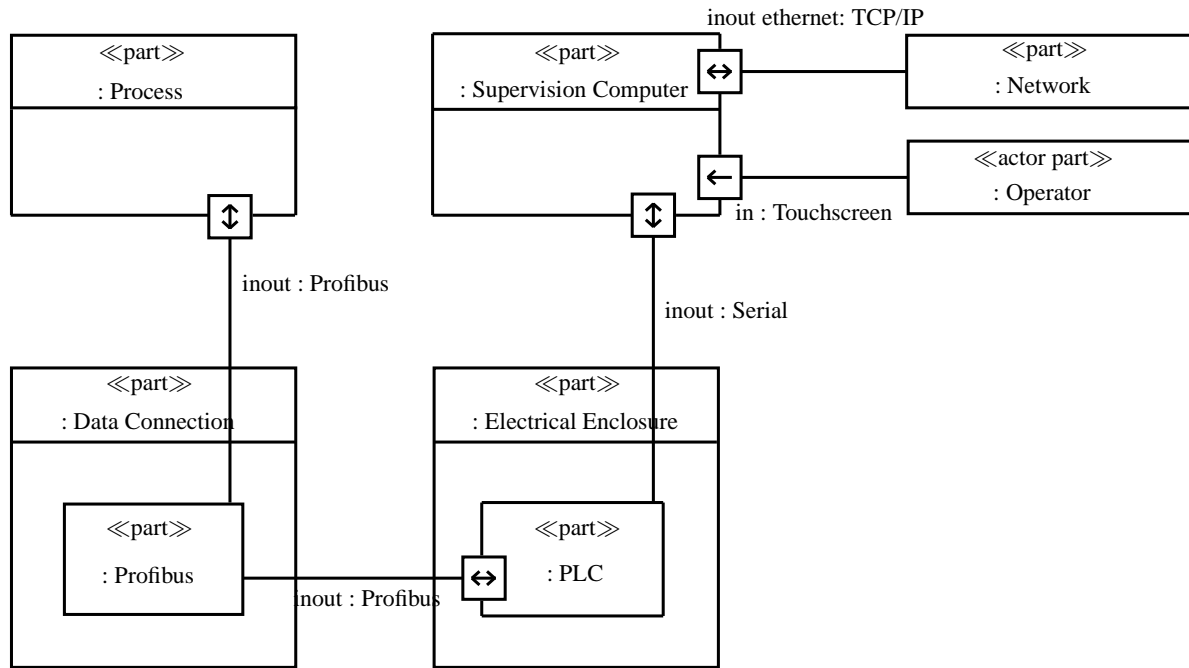 inout ethernet: TCP/IP
≪part≫
: Process
≪part≫
: Supervision Computer
≪part≫
: Network
≪actor part≫
: Operator
in : Touchscreen
inout : Profibus
inout : Serial
≪part≫
: Data Connection
≪part≫
: Electrical Enclosure
≪part≫
: Profibus
≪part≫
: PLC
inout : Profibus